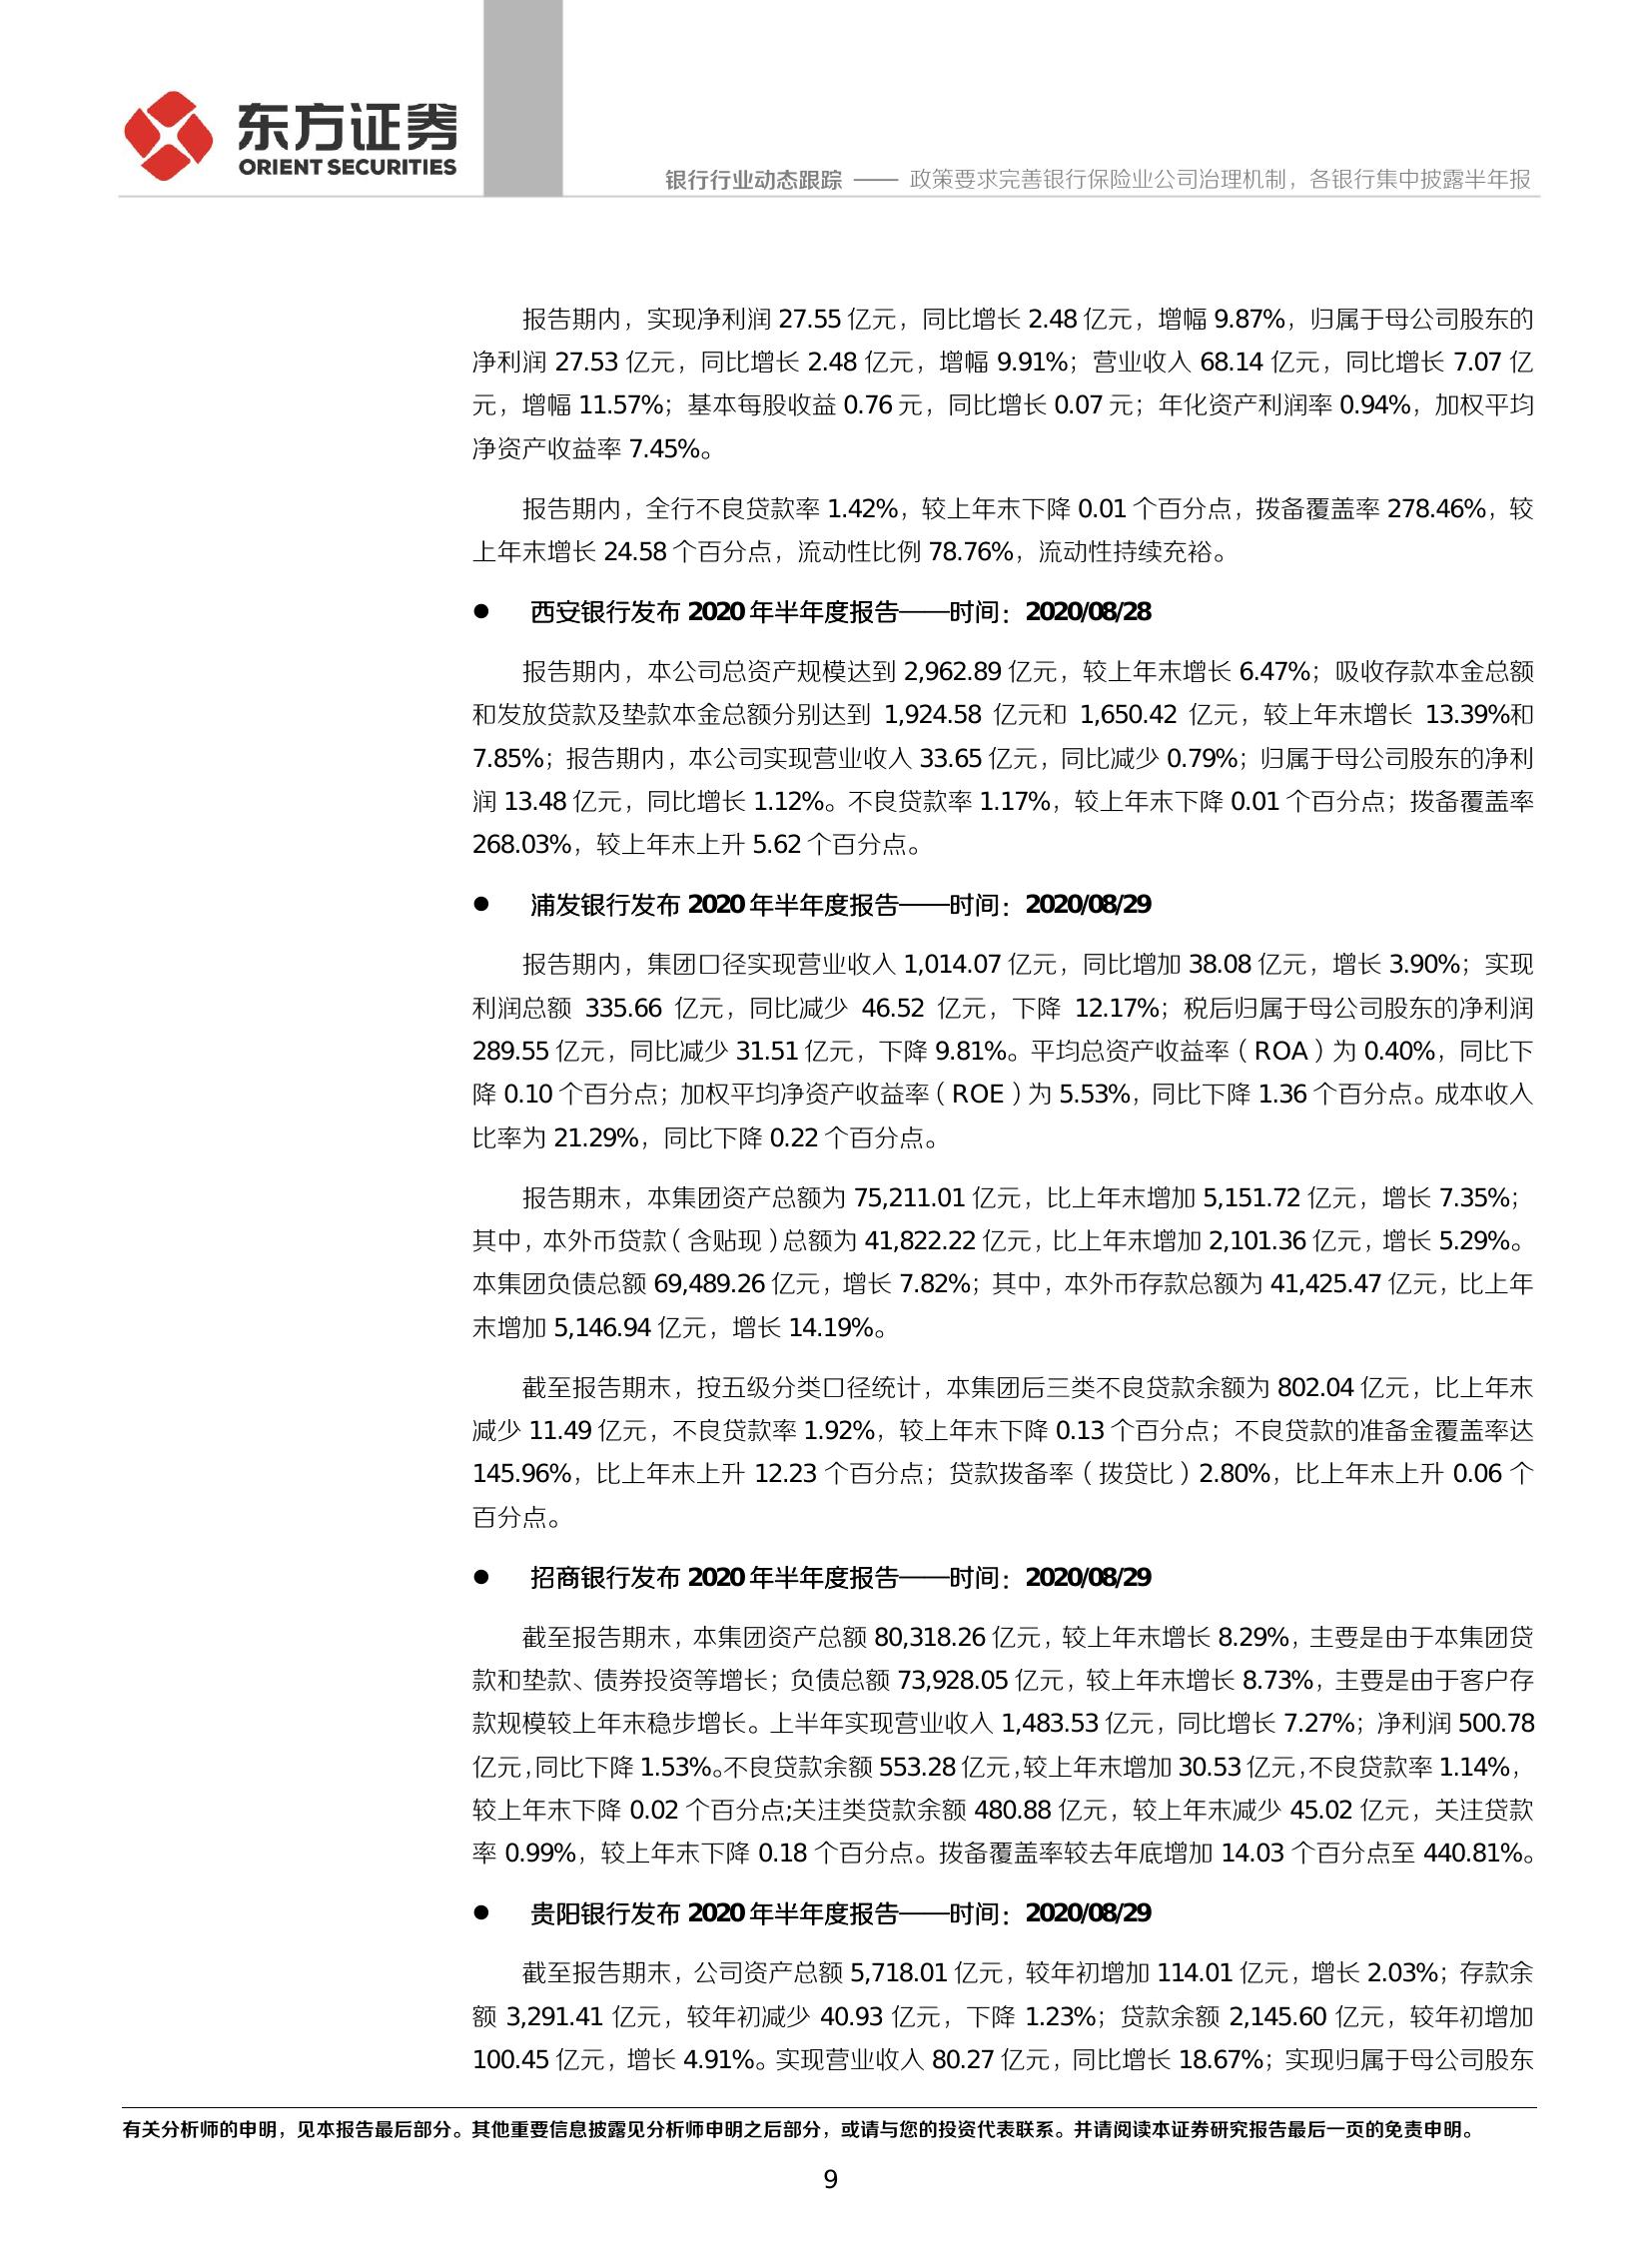 东方证券
ORIENT SECURITIES
银行行业动态跟踪 —— 政策要求完善银行保险业公司治理机制，各银行集中披露半年报
报告期内，实现净利润 27.55 亿元，同比增长 2.48 亿元，增幅 9.87%，归属于母公司股东的
净利润 27.53 亿元，同比增长 2.48 亿元，增幅 9.91%；营业收入 68.14 亿元，同比增长 7.07 亿
元，增幅 11.57%；基本每股收益 0.76 元，同比增长 0.07 元；年化资产利润率 0.94%，加权平均
净资产收益率 7.45%。
报告期内，全行不良贷款率 1.42%，较上年末下降 0.01 个百分点，拨备覆盖率 278.46%，较
上年末增长 24.58 个百分点，流动性比例 78.76%，流动性持续充裕。
● 西安银行发布 2020 年半年度报告——时间：2020/08/28
报告期内，本公司总资产规模达到 2,962.89 亿元，较上年末增长 6.47%；吸收存款本金总额
和发放贷款及垫款本金总额分别达到 1,924.58 亿元和 1,650.42 亿元，较上年末增长 13.39%和
7.85%；报告期内，本公司实现营业收入 33.65 亿元，同比减少 0.79%；归属于母公司股东的净利
润 13.48 亿元，同比增长 1.12%。不良贷款率 1.17%，较上年末下降 0.01 个百分点；拨备覆盖率
268.03%，较上年末上升 5.62 个百分点。
● 浦发银行发布 2020 年半年度报告——时间：2020/08/29
报告期内，集团口径实现营业收入 1,014.07 亿元，同比增加 38.08 亿元，增长 3.90%；实现
利润总额 335.66 亿元，同比减少 46.52 亿元，下降 12.17%；税后归属于母公司股东的净利润
289.55 亿元，同比减少 31.51 亿元，下降 9.81%。平均总资产收益率（ROA）为 0.40%，同比下
降 0.10 个百分点；加权平均净资产收益率（ROE）为 5.53%，同比下降 1.36 个百分点。成本收入
比率为 21.29%，同比下降 0.22 个百分点。
报告期末，本集团资产总额为 75,211.01 亿元，比上年末增加 5,151.72 亿元，增长 7.35%；
其中，本外币贷款（含贴现）总额为 41,822.22 亿元，比上年末增加 2,101.36 亿元，增长 5.29%。
本集团负债总额 69,489.26 亿元，增长 7.82%；其中，本外币存款总额为 41,425.47 亿元，比上年
末增加 5,146.94 亿元，增长 14.19%。
截至报告期末，按五级分类口径统计，本集团后三类不良贷款余额为 802.04 亿元，比上年末
减少 11.49 亿元，不良贷款率 1.92%，较上年末下降 0.13 个百分点；不良贷款的准备金覆盖率达
145.96%，比上年末上升 12.23 个百分点；贷款拨备率（拨贷比）2.80%，比上年末上升 0.06 个
百分点。
● 招商银行发布 2020 年半年度报告——时间：2020/08/29
截至报告期末，本集团资产总额 80,318.26 亿元，较上年末增长 8.29%，主要是由于本集团贷
款和垫款、债券投资等增长；负债总额 73,928.05 亿元，较上年末增长 8.73%，主要是由于客户存
款规模较上年末稳步增长。上半年实现营业收入 1,483.53 亿元，同比增长 7.27%；净利润 500.78
亿元，同比下降 1.53%。不良贷款余额 553.28 亿元，较上年末增加 30.53 亿元，不良贷款率 1.14%，
较上年末下降 0.02 个百分点;关注类贷款余额 480.88 亿元，较上年末减少 45.02 亿元，关注贷款
率 0.99%，较上年末下降 0.18 个百分点。拨备覆盖率较去年底增加 14.03 个百分点至 440.81%。
● 贵阳银行发布 2020 年半年度报告——时间：2020/08/29
截至报告期末，公司资产总额 5,718.01 亿元，较年初增加 114.01 亿元，增长 2.03%；存款余
额 3,291.41 亿元，较年初减少 40.93 亿元，下降 1.23%；贷款余额 2,145.60 亿元，较年初增加
100.45 亿元，增长 4.91%。实现营业收入 80.27 亿元，同比增长 18.67%；实现归属于母公司股东
有关分析师的申明，见本报告最后部分。其他重要信息披露见分析师申明之后部分，或请与您的投资代表联系。并请阅读本证券研究报告最后一页的免责申明。
9